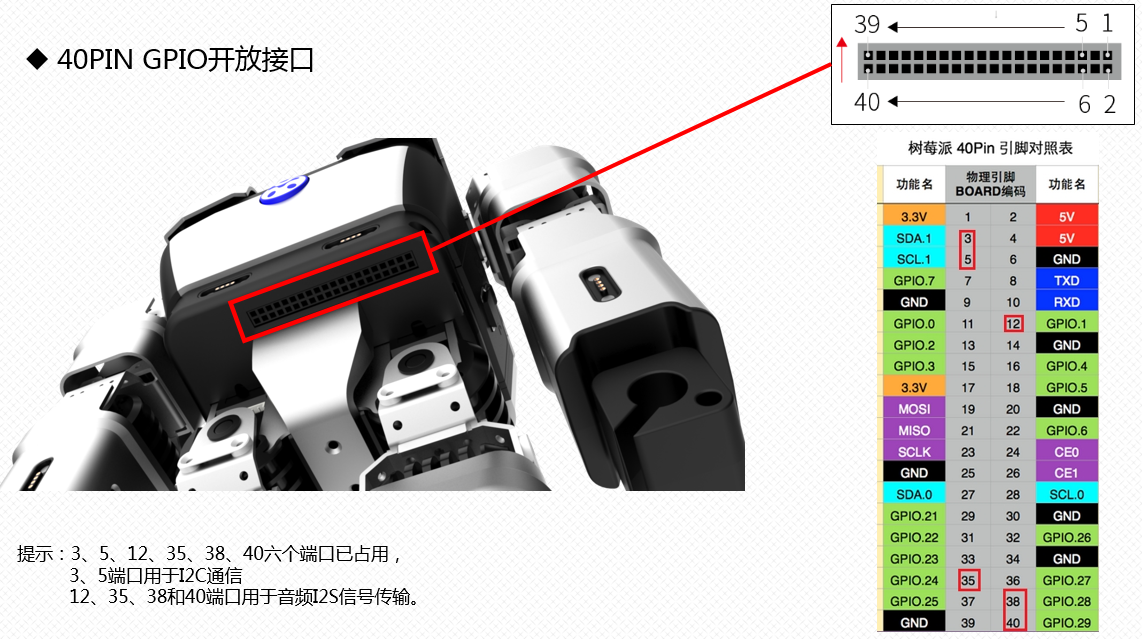 ◆ 40PIN GPIO开放接口
39 5 1
40 6 2
树莓派 40Pin 引脚对照表
功能名 物理引脚 BOARD编码 功能名
3.3V 1 2 5V
SDA.1 3 4 5V
SCL.1 5 6 GND
GPIO.7 7 8 TXD
GND 9 10 RXD
GPIO.0 11 12 GPIO.1
GPIO.2 13 14 GND
GPIO.3 15 16 GPIO.4
3.3V 17 18 GPIO.5
MOSI 19 20 GND
MISO 21 22 GPIO.6
SCLK 23 24 CE0
GND 25 26 CE1
SDA.0 27 28 SCL.0
GPIO.21 29 30 GND
GPIO.22 31 32 GPIO.26
GPIO.23 33 34 GND
GPIO.24 35 36 GPIO.27
GPIO.25 37 38 GPIO.28
GND 39 40 GPIO.29
提示：3、5、12、35、38、40六个端口已占用，
3、5端口用于I2C通信
12、35、38和40端口用于音频I2S信号传输。